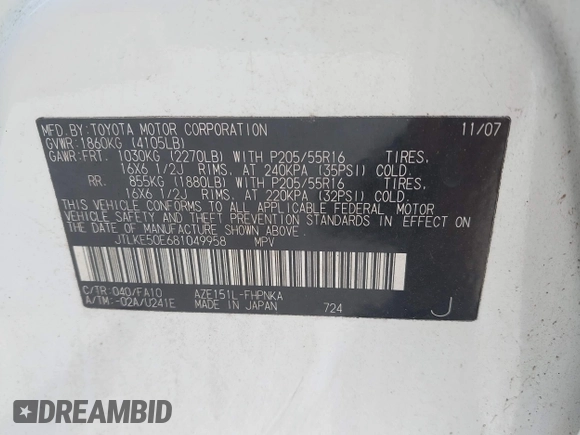 MFD.BY:TOYOTA MOTOR CORPORATION 11/07
GVWR:1860KG (4105LB)
GAWR:FRT. 1030KG (2270LB) WITH P205/55R16 TIRES,
16X6 1/2J RIMS, AT 240KPA (35PSI) COLD.
RR. 855KG (1880LB) WITH P205/55R16 TIRES,
16X6 1/2J RIMS, AT 220KPA (32PSI) COLD.
THIS VEHICLE CONFORMS TO ALL APPLICABLE FEDERAL MOTOR
VEHICLE SAFETY AND THEFT PREVENTION STANDARDS IN EFFECT ON
THE DATE OF MANUFACTURE SHOWN ABOVE.
JTLKE50E681049958 MPV
C/TR:040/FA10 AZE151L-FHPNKA
A/TM:-02A/U241E MADE IN JAPAN 724 J
DREAMBID